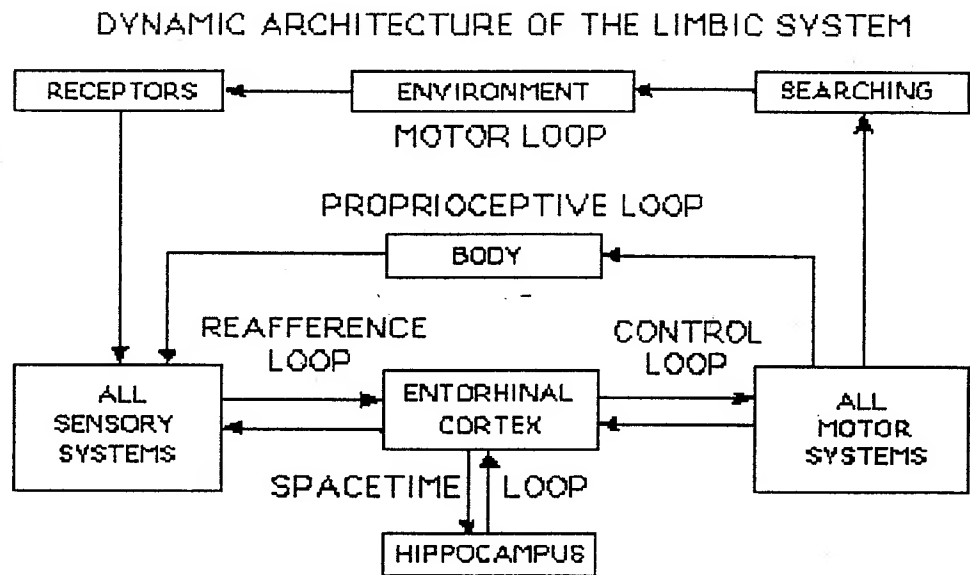 DYNAMIC ARCHITECTURE OF THE LIMBIC SYSTEM
RECEPTORS
ENVIRONMENT
SEARCHING
MOTOR LOOP
PROPRIOCEPTIVE LOOP
BODY
REAFFERENCE
LOOP
CONTROL
LOOP
ALL
SENSORY
SYSTEMS
ENTORHINAL
CORTEX
ALL
MOTOR
SYSTEMS
SPACETIME LOOP
HIPPOCAMPUS